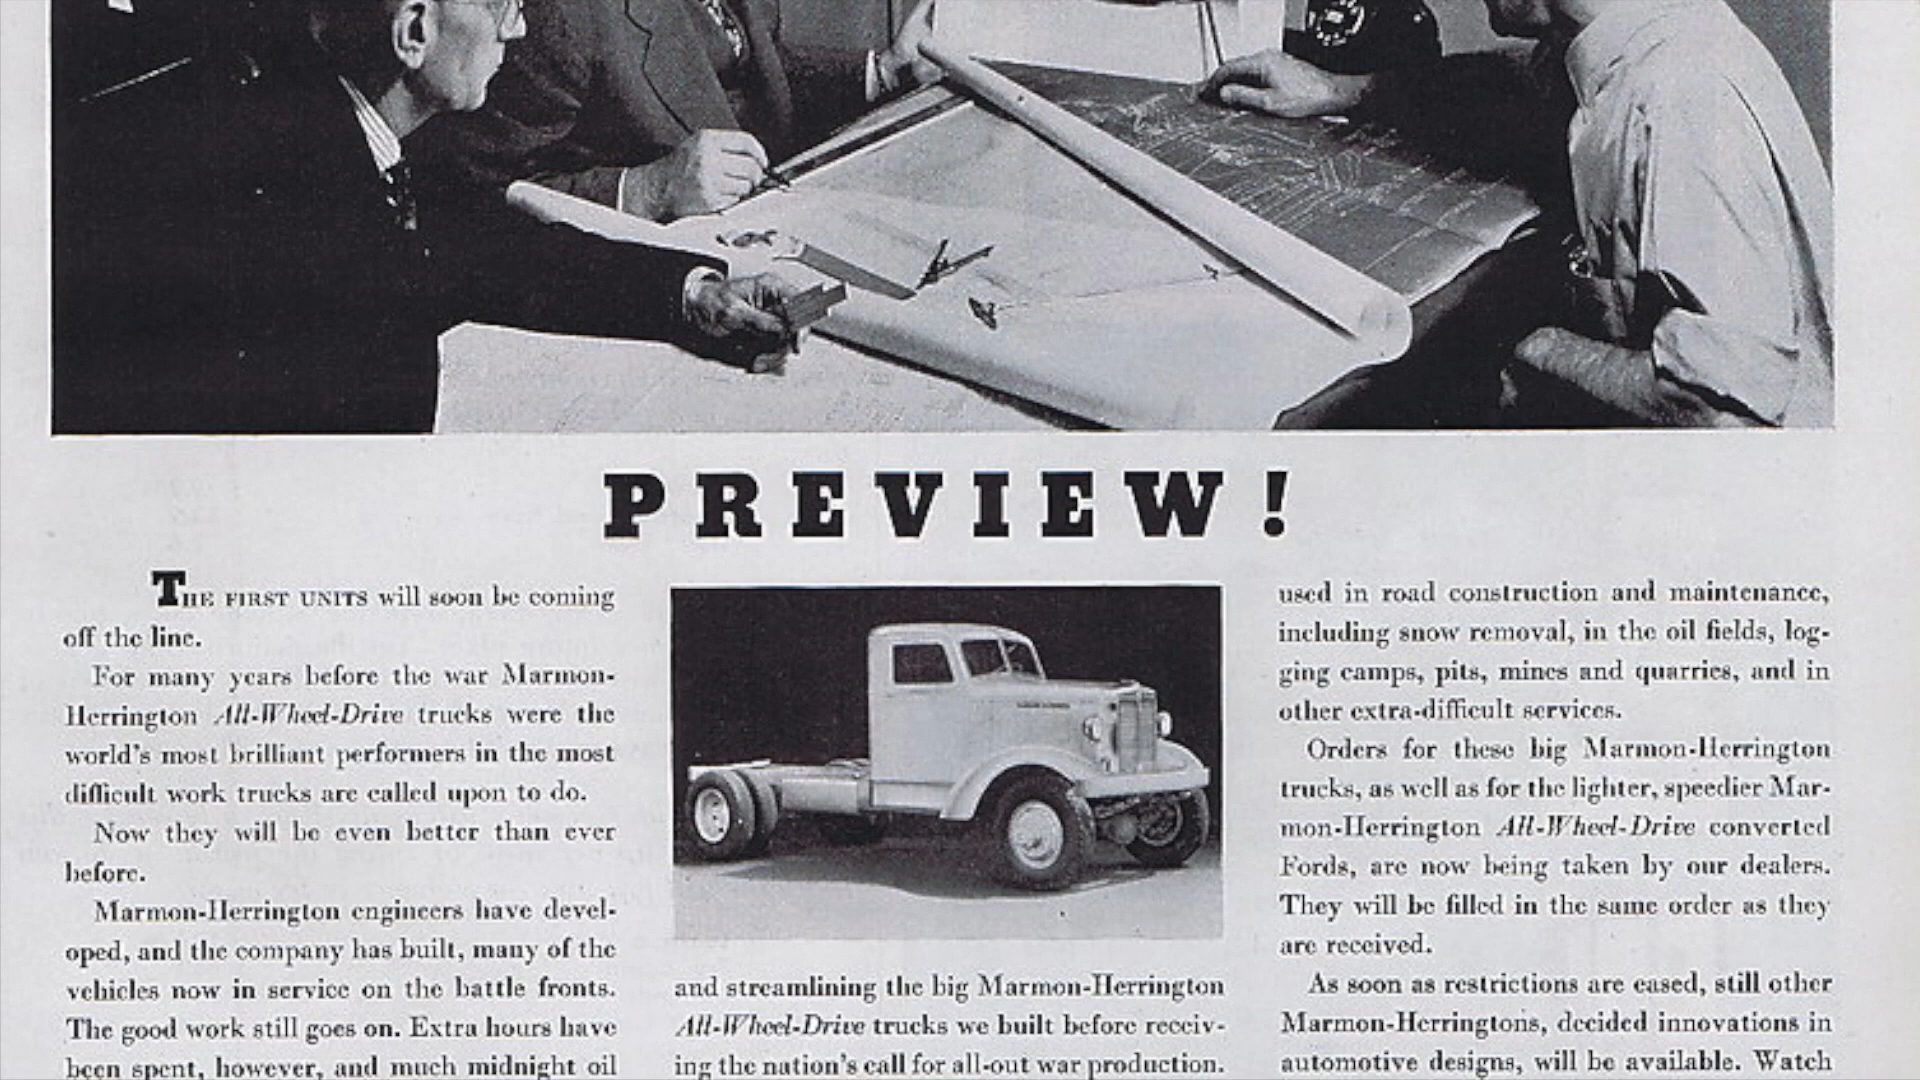 PREVIEW!
THE FIRST UNITS will soon be coming
off the line.
For many years before the war Marmon-
Herrington All-Wheel-Drive trucks were the
world's most brilliant performers in the most
difficult work trucks are called upon to do.
Now they will be even better than ever
before.
Marmon-Herrington engineers have devel-
oped, and the company has built, many of the
vehicles now in service on the battle fronts.
The good work still goes on. Extra hours have
been spent, however, and much midnight oil
and streamlining the big Marmon-Herrington
All-Wheel-Drive trucks we built before receiv-
ing the nation's call for all-out war production.
used in road construction and maintenance,
including snow removal, in the oil fields, log-
ging camps, pits, mines and quarries, and in
other extra-difficult services.
Orders for these big Marmon-Herrington
trucks, as well as for the lighter, speedier Mar-
mon-Herrington All-Wheel-Drive converted
Fords, are now being taken by our dealers.
They will be filled in the same order as they
are received.
As soon as restrictions are eased, still other
Marmon-Herringtons, decided innovations in
automotive designs, will be available. Watch